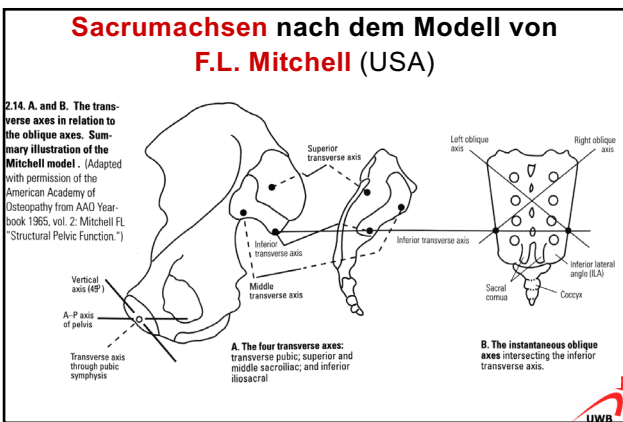 Sacrumachsen nach dem Modell von
F.L. Mitchell (USA)
2.14. A. and B. The trans-
verse axes in relation to
the oblique axes. Sum-
mary illustration of the
Mitchell model . (Adapted
with permission of the
American Academy of
Osteopathy from AAO Year-
book 1965, vol. 2: Mitchell FL
"Structural Pelvic Function.")
Superior
transverse axis
Inferior
transverse axis
Middle
transverse axis
Vertical
axis (45°)
A–P axis
of pelvis
Transverse axis
through pubic
symphysis
A. The four transverse axes:
transverse pubic; superior and
middle sacroiliac; and inferior
iliosacral
Left oblique
axis
Right oblique
axis
Inferior transverse axis
Inferior lateral
angle (ILA)
Sacral
cornua
Coccyx
B. The instantaneous oblique
axes intersecting the inferior
transverse axis.
UWB